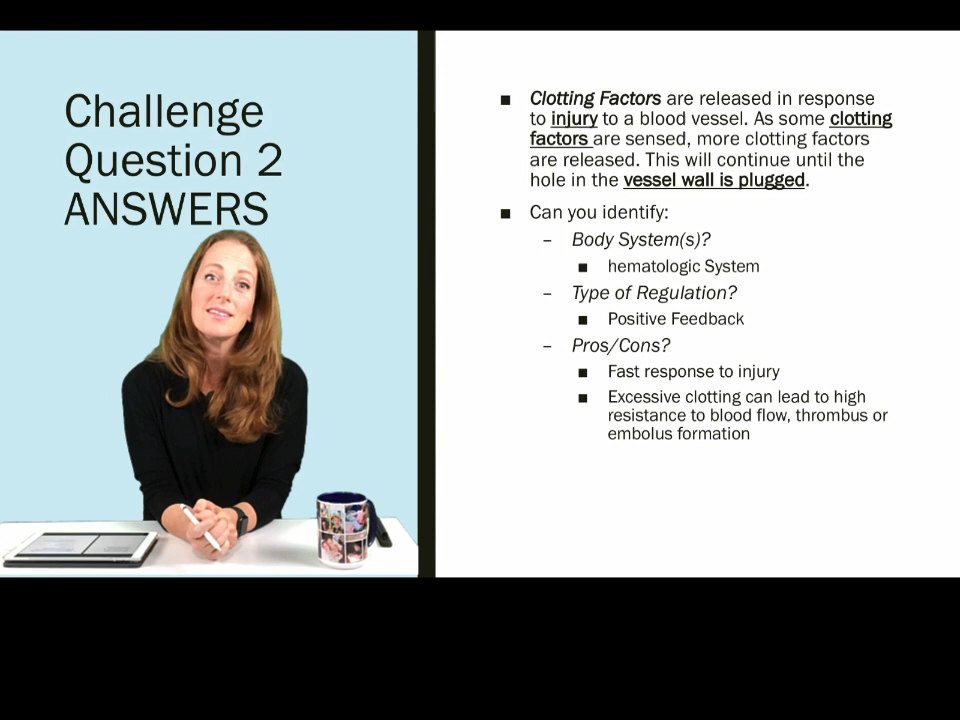 Challenge
Question 2
ANSWERS
■ Clotting Factors are released in response
to injury to a blood vessel. As some clotting
factors are sensed, more clotting factors
are released. This will continue until the
hole in the vessel wall is plugged.
■ Can you identify:
– Body System(s)?
■ hematologic System
– Type of Regulation?
■ Positive Feedback
– Pros/Cons?
■ Fast response to injury
■ Excessive clotting can lead to high
resistance to blood flow, thrombus or
embolus formation